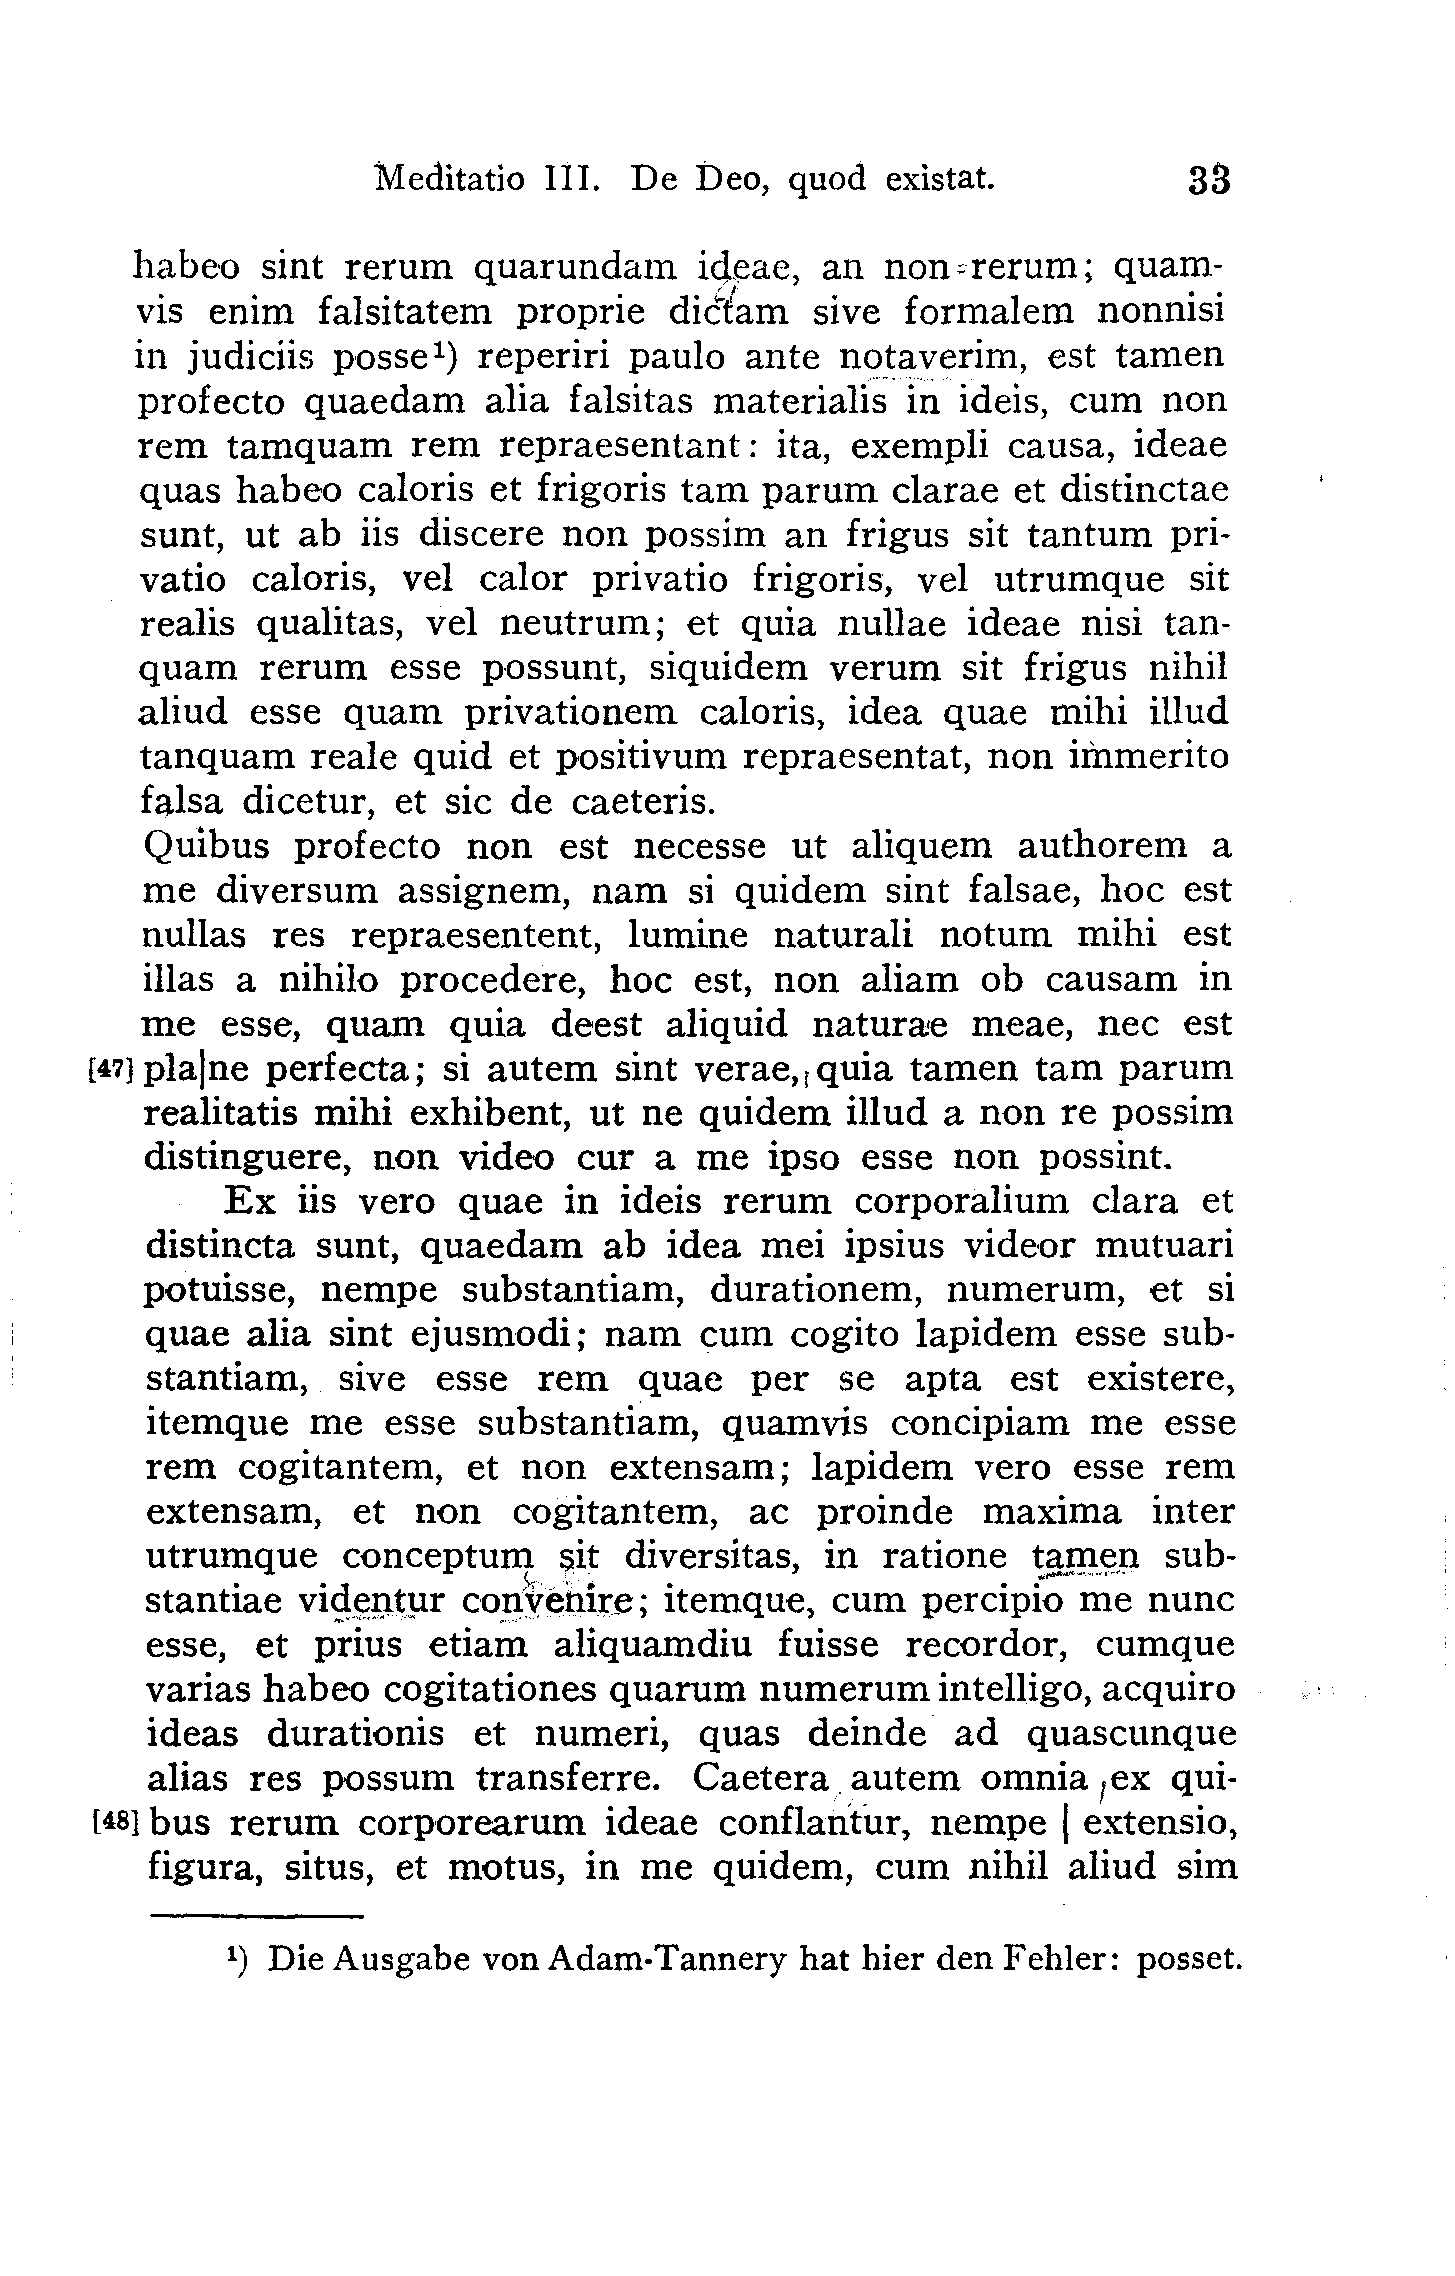 Meditatio III. De Deo, quod existat. 33
habeo sint rerum quarundam ideae, an non rerum; quam-
vis enim falsitatem proprie dictam sive formalem nonnisi
in judiciis posse¹) reperiri paulo ante notaverim, est tamen
profecto quaedam alia falsitas materialis in ideis, cum non
rem tamquam rem repraesentant: ita, exempli causa, ideae
quas habeo caloris et frigoris tam parum clarae et distinctae
sunt, ut ab iis discere non possim an frigus sit tantum pri-
vatio caloris, vel calor privatio frigoris, vel utrumque sit
realis qualitas, vel neutrum; et quia nullae ideae nisi tan-
quam rerum esse possunt, siquidem verum sit frigus nihil
aliud esse quam privationem caloris, idea quae mihi illud
tanquam reale quid et positivum repraesentat, non immerito
falsa dicetur, et sic de caeteris.
Quibus profecto non est necesse ut aliquem authorem a
me diversum assignem, nam si quidem sint falsae, hoc est
nullas res repraesentent, lumine naturali notum mihi est
illas a nihilo procedere, hoc est, non aliam ob causam in
me esse, quam quia deest aliquid naturae meae, nec est
[47] pla|ne perfecta; si autem sint verae, quia tamen tam parum
realitatis mihi exhibent, ut ne quidem illud a non re possim
distinguere, non video cur a me ipso esse non possint.
Ex iis vero quae in ideis rerum corporalium clara et
distincta sunt, quaedam ab idea mei ipsius videor mutuari
potuisse, nempe substantiam, durationem, numerum, et si
quae alia sint ejusmodi; nam cum cogito lapidem esse sub-
stantiam, sive esse rem quae per se apta est existere,
itemque me esse substantiam, quamvis concipiam me esse
rem cogitantem, et non extensam; lapidem vero esse rem
extensam, et non cogitantem, ac proinde maxima inter
utrumque conceptum sit diversitas, in ratione tamen sub-
stantiae videntur convenire; itemque, cum percipio me nunc
esse, et prius etiam aliquamdiu fuisse recordor, cumque
varias habeo cogitationes quarum numerum intelligo, acquiro
ideas durationis et numeri, quas deinde ad quascunque
alias res possum transferre. Caetera autem omnia ex qui-
[48] bus rerum corporearum ideae conflantur, nempe | extensio,
figura, situs, et motus, in me quidem, cum nihil aliud sim
¹) Die Ausgabe von Adam-Tannery hat hier den Fehler: posset.